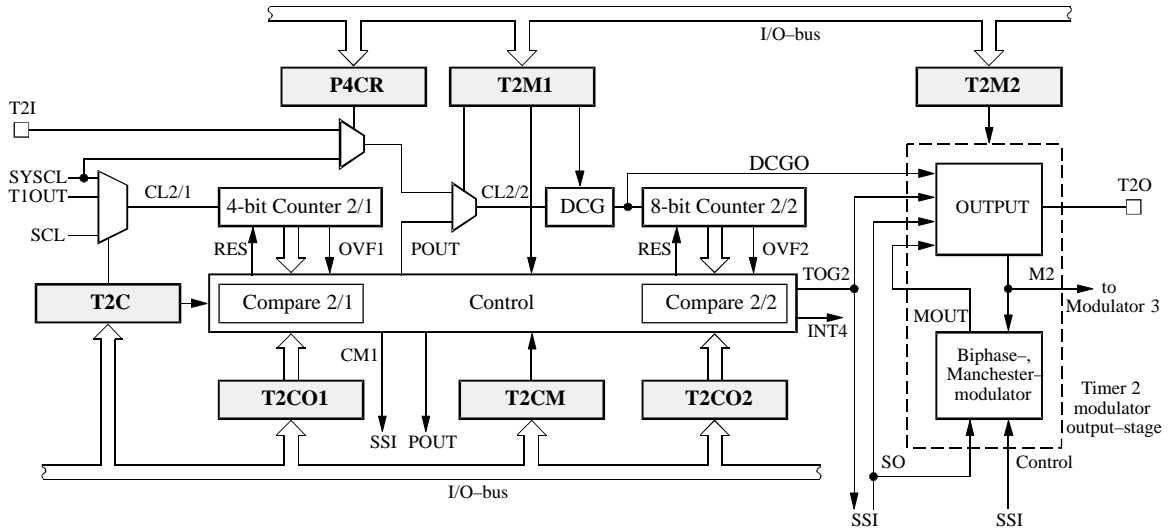 I/O–bus
P4CR
T2M1
T2M2
T2I
SYSCL
T1OUT
SCL
CL2/1
4-bit Counter 2/1
CL2/2
DCG
8-bit Counter 2/2
DCGO
OUTPUT
T2O
RES
OVF1
POUT
RES
OVF2
TOG2
M2
to
Modulator 3
T2C
Compare 2/1
Control
Compare 2/2
INT4
MOUT
CM1
Biphase–,
Manchester–
modulator
Timer 2
modulator
output–stage
T2CO1
T2CM
T2CO2
SSI
POUT
SO
Control
I/O–bus
SSI
SSI